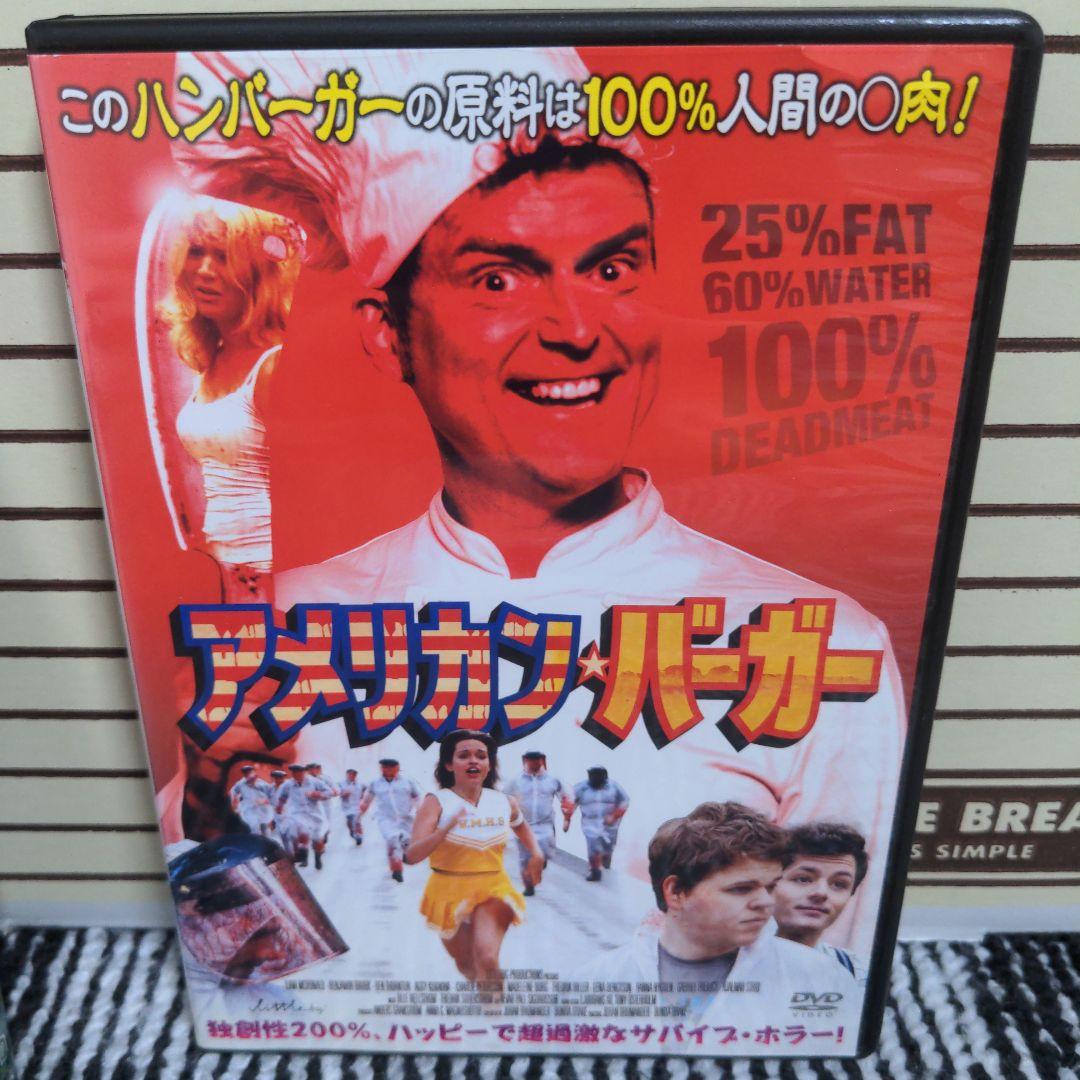 このハンバーガーの原料は100%人間の〇肉!
25%FAT
60%WATER
100%
DEADMEAT
アメリカン★バーガー
W.M.H.S
E BREA
S SIMPLE
DVD
VIDEO
独創性200%、ハッピーで超過激なサバイブ・ホラー!